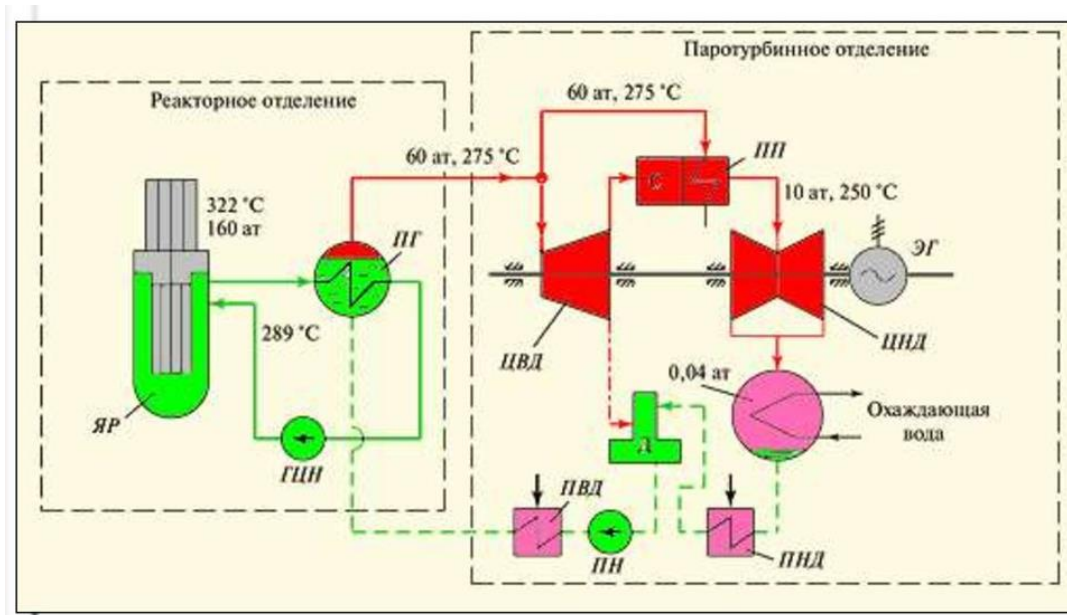 Паротурбинное отделение
Реакторное отделение
60 ат, 275 °С
60 ат, 275 °С
ПП
С
10 ат, 250 °С
322 °С
160 ат
ПГ
ЭГ
289 °С
ЦВД
ЦНД
0,04 ат
Охаждающая
вода
ЯР
Д
ГЦН
ПВД
ПН
ПНД